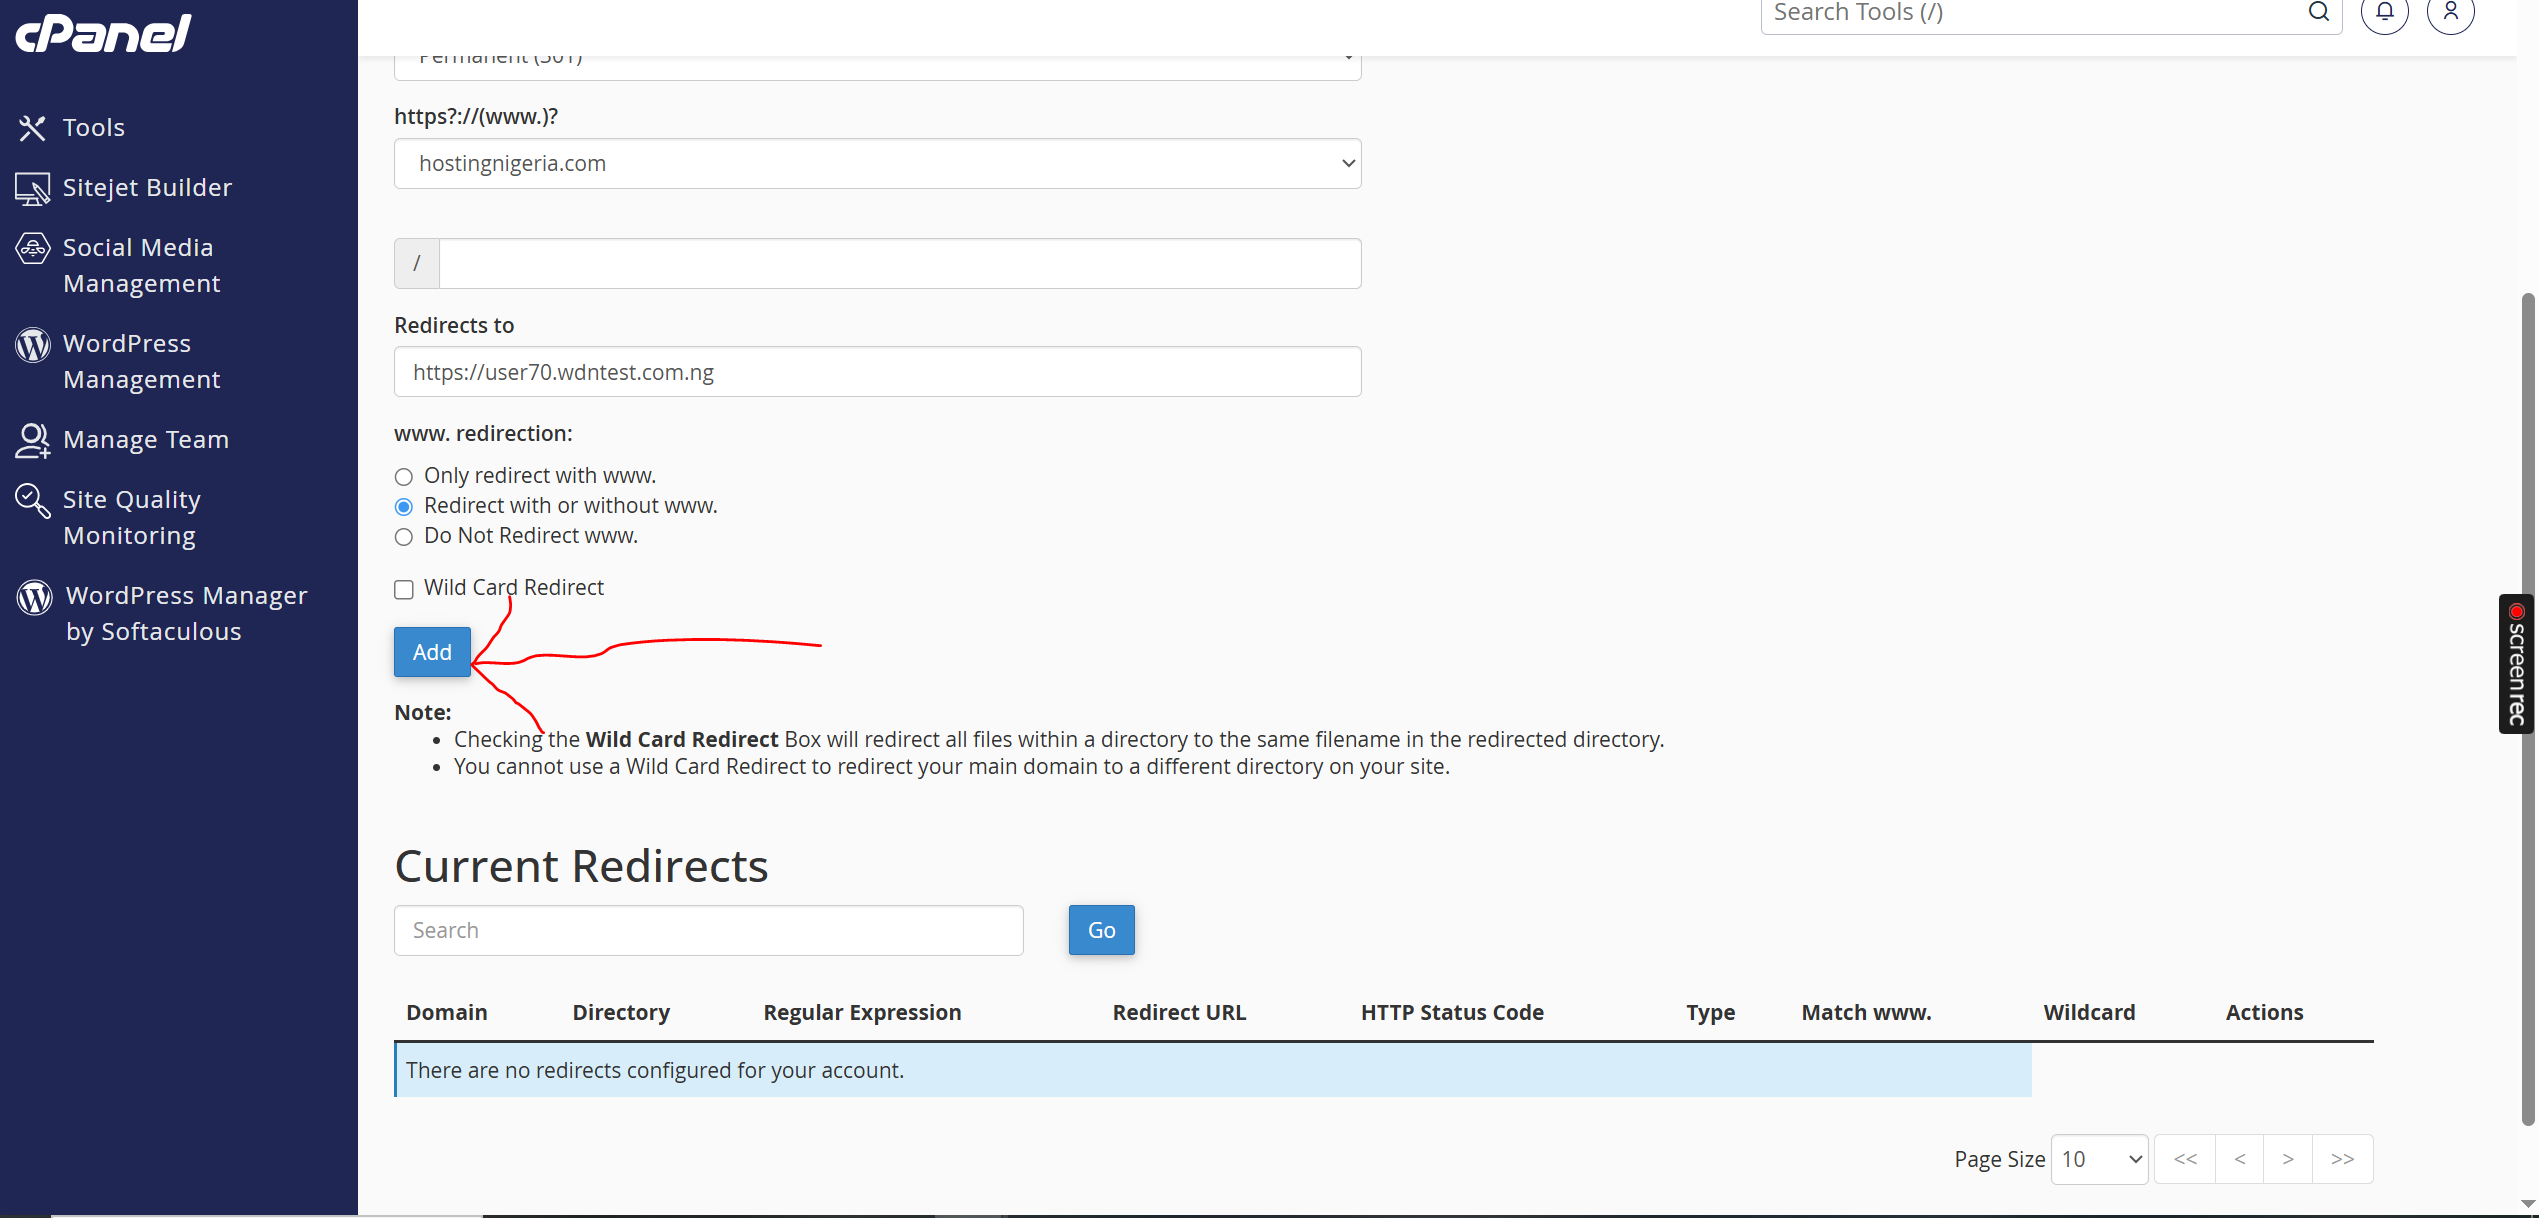 cPanel
Search Tools (/)
Tools
Sitejet Builder
Social Media
Management
WordPress
Management
Manage Team
Site Quality
Monitoring
WordPress Manager
by Softaculous
Permanent (301)
https?://(www.)?
hostingnigeria.com
/
Redirects to
https://user70.wdntest.com.ng
www. redirection:
Only redirect with www.
Redirect with or without www.
Do Not Redirect www.
Wild Card Redirect
Add
Note:
Checking the Wild Card Redirect Box will redirect all files within a directory to the same filename in the redirected directory.
You cannot use a Wild Card Redirect to redirect your main domain to a different directory on your site.
Current Redirects
Search
Go
Domain Directory Regular Expression Redirect URL HTTP Status Code Type Match www. Wildcard Actions
There are no redirects configured for your account.
Page Size 10 << < > >>
screenrec